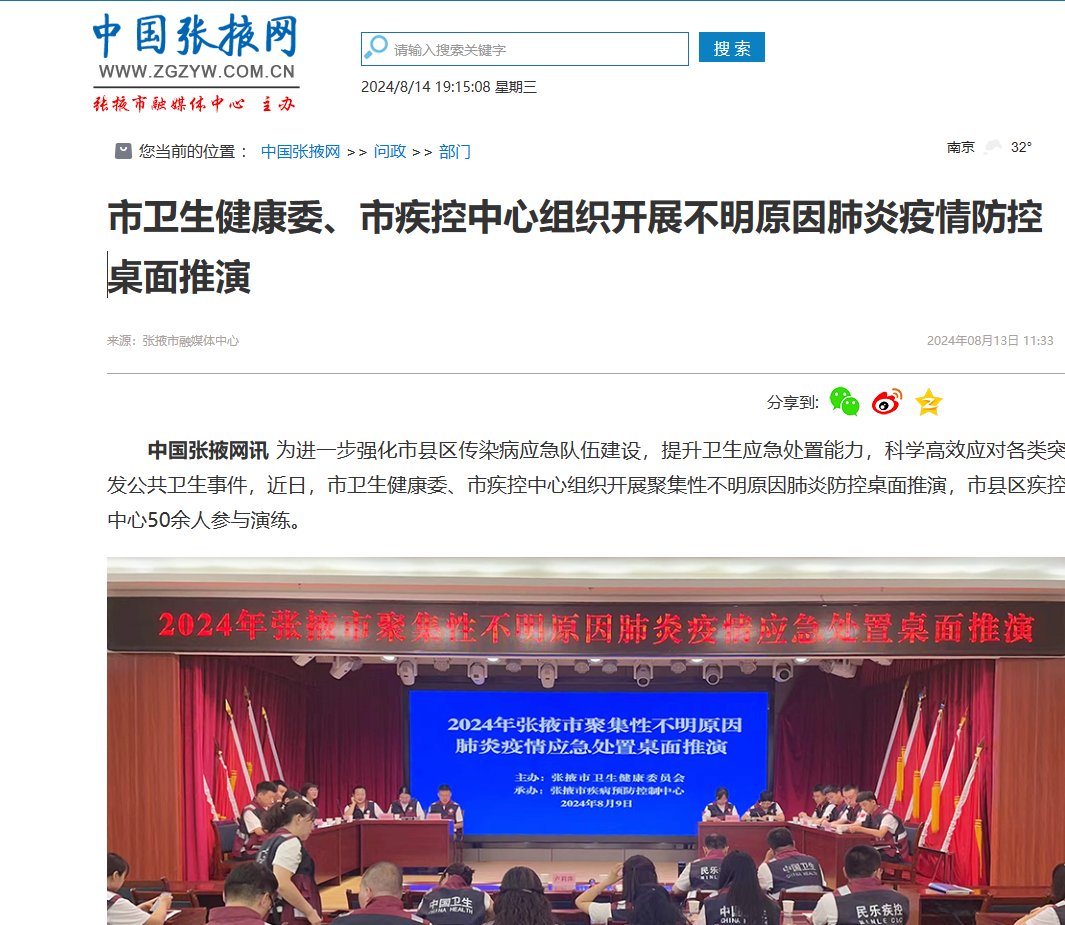 中国张掖网
WWW.ZGZYW.COM.CN
张掖市融媒体中心 主办
请输入搜索关键字
搜 索
2024/8/14 19:15:08 星期三
您当前的位置： 中国张掖网 >> 问政 >> 部门
南京 32°
市卫生健康委、市疾控中心组织开展不明原因肺炎疫情防控
桌面推演
来源：张掖市融媒体中心
2024年08月13日 11:33
分享到:
中国张掖网讯 为进一步强化市县区传染病应急队伍建设，提升卫生应急处置能力，科学高效应对各类突
发公共卫生事件，近日，市卫生健康委、市疾控中心组织开展聚集性不明原因肺炎防控桌面推演，市县区疾控
中心50余人参与演练。
2024年张掖市聚集性不明原因肺炎疫情应急处置桌面推演
2024年张掖市聚集性不明原因
肺炎疫情应急处置桌面推演
主办：张掖市卫生健康委员会
承办：张掖市疾病预防控制中心
2024年8月9日
中国卫生
CHINA HEALTH
中国卫生
CHINA HEALTH
民乐疾控